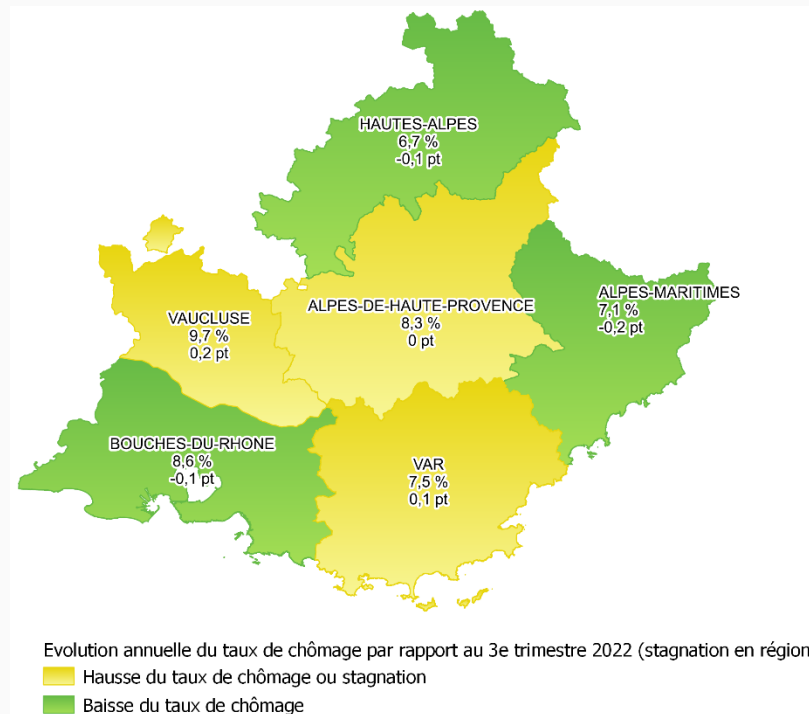 HAUTES-ALPES
6,7 %
-0,1 pt
VAUCLUSE
9,7 %
0,2 pt
ALPES-DE-HAUTE-PROVENCE
8,3 %
0 pt
ALPES-MARITIMES
7,1 %
-0,2 pt
BOUCHES-DU-RHONE
8,6 %
-0,1 pt
VAR
7,5 %
0,1 pt
Evolution annuelle du taux de chômage par rapport au 3e trimestre 2022 (stagnation en région
Hausse du taux de chômage ou stagnation
Baisse du taux de chômage